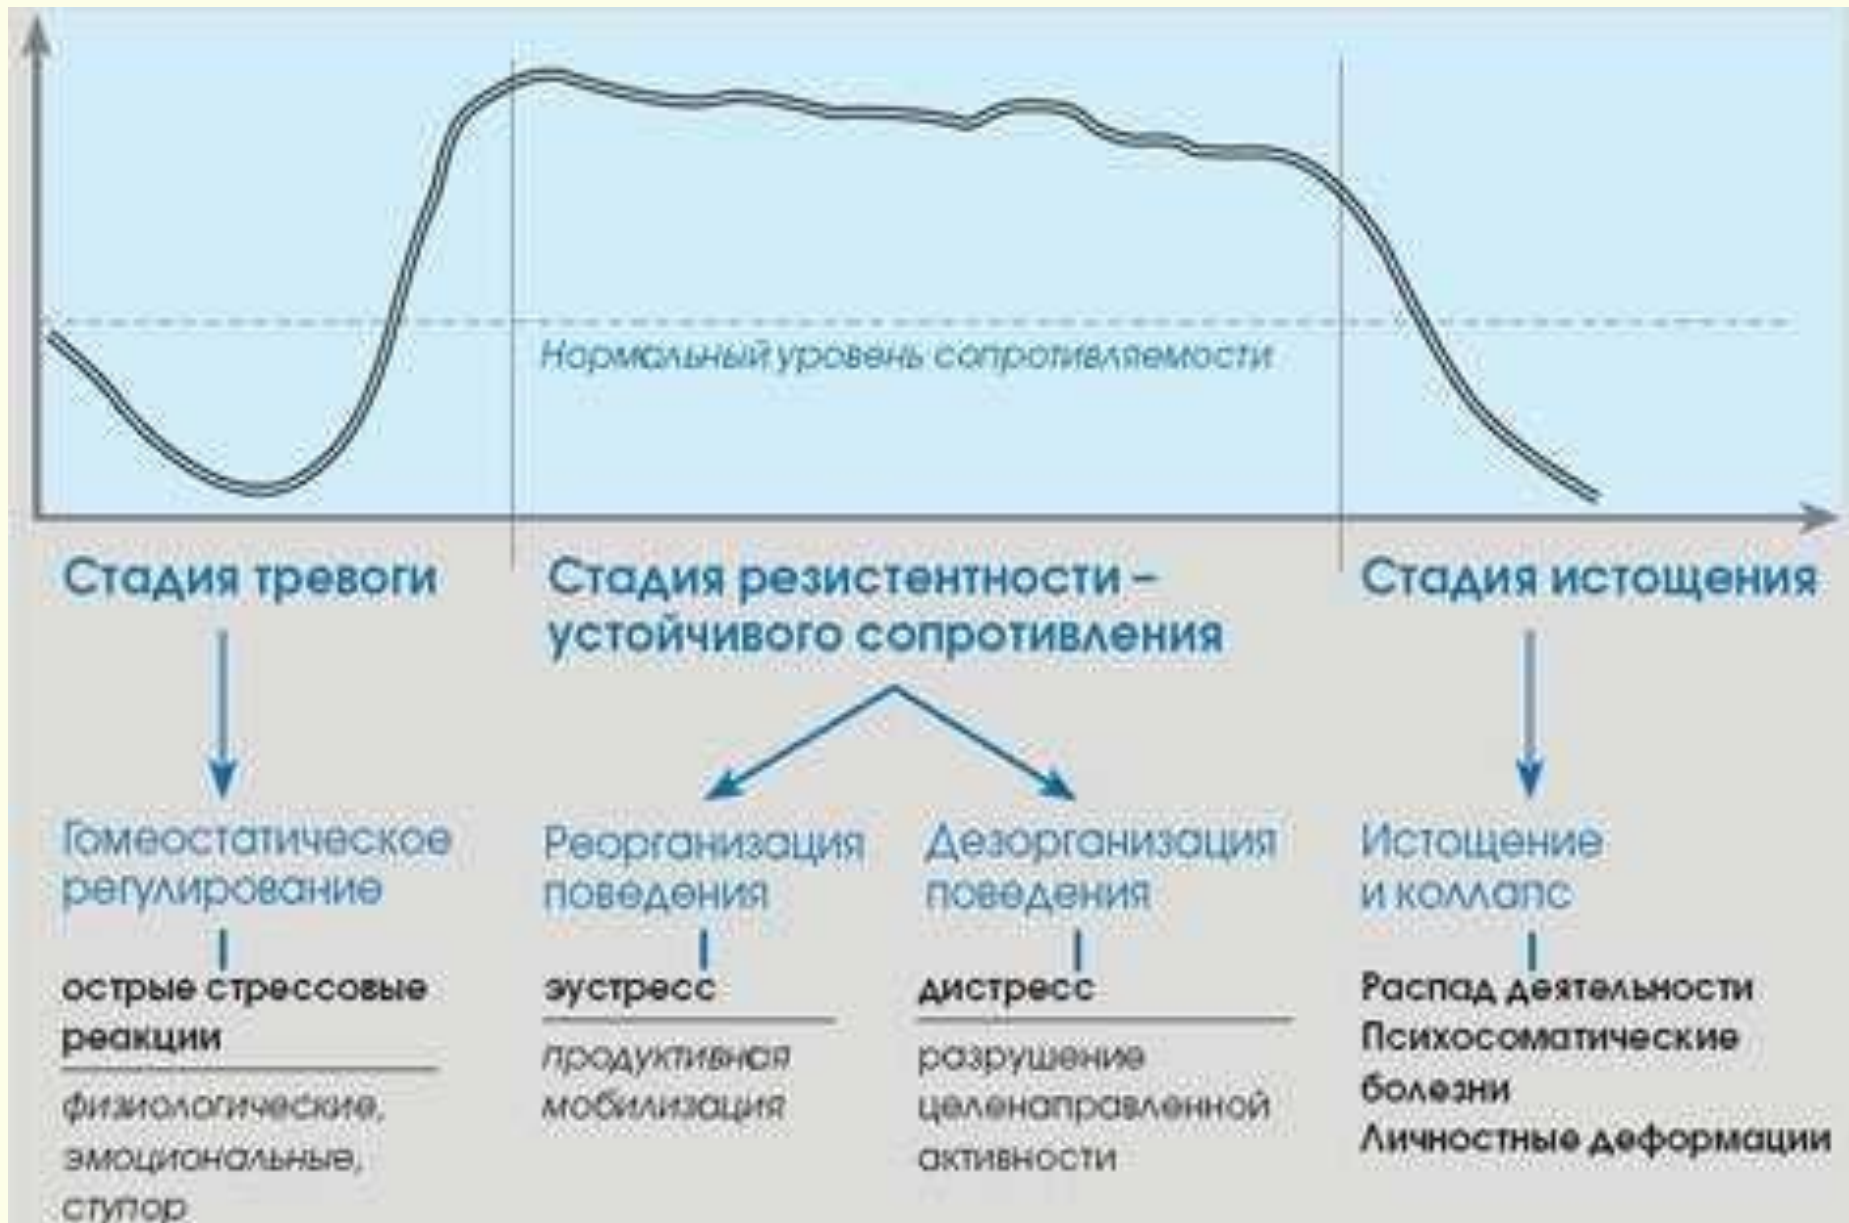 Нормальный уровень сопротивляемости
Стадия тревоги
Гомеостатическое
регулирование
острые стрессовые
реакции
физиологические,
эмоциональные,
ступор
Стадия резистентности –
устойчивого сопротивления
Реорганизация
поведения
эустресс
продуктивная
мобилизация
Дезорганизация
поведения
дистресс
разрушение
целенаправленной
активности
Стадия истощения
Истощение
и коллапс
Распад деятельности
Психосоматические
болезни
Личностные деформации